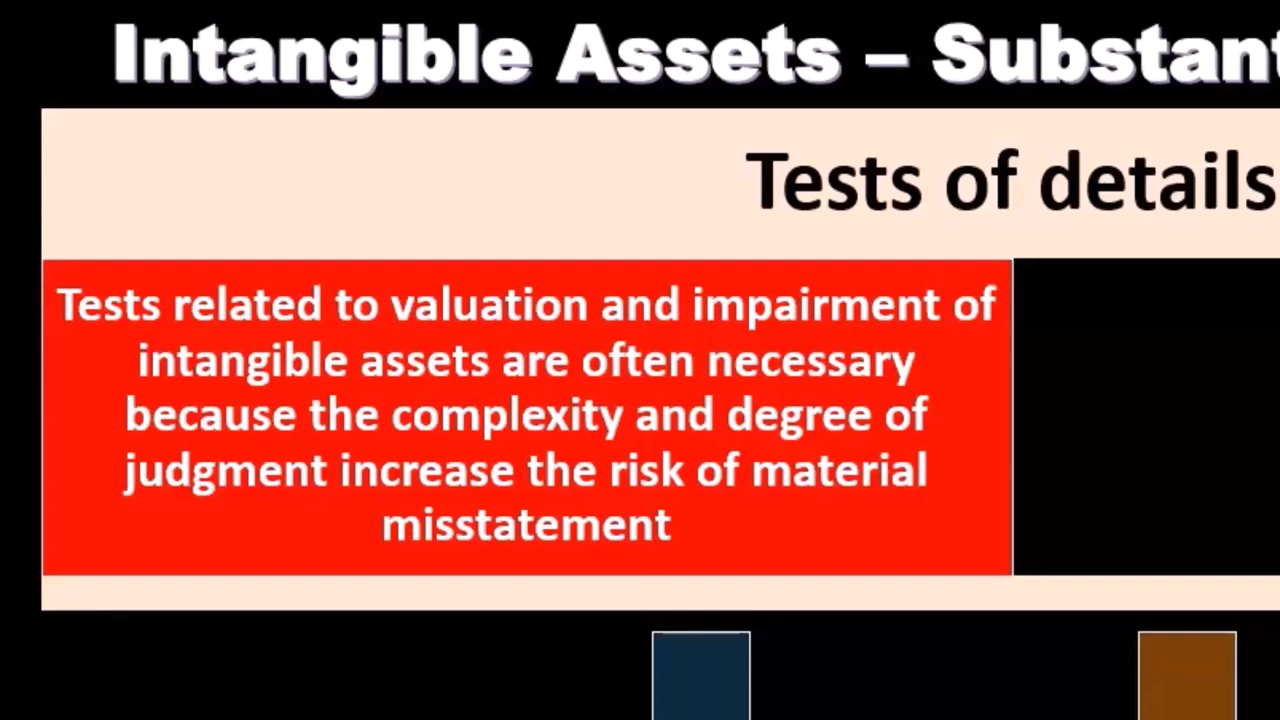 Intangible Assets – Substant
Tests of details
Tests related to valuation and impairment of
intangible assets are often necessary
because the complexity and degree of
judgment increase the risk of material
misstatement